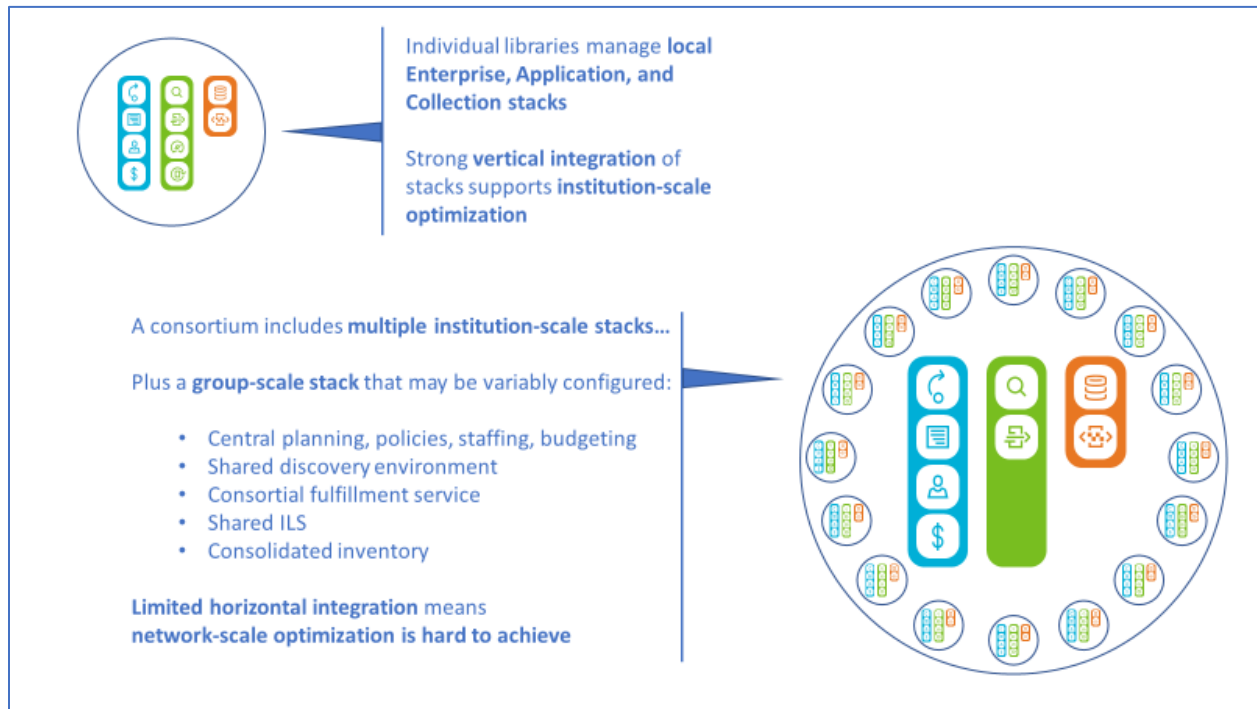 Individual libraries manage local
Enterprise, Application, and
Collection stacks
Strong vertical integration of
stacks supports institution-scale
optimization
A consortium includes multiple institution-scale stacks…
Plus a group-scale stack that may be variably configured:
• Central planning, policies, staffing, budgeting
• Shared discovery environment
• Consortial fulfillment service
• Shared ILS
• Consolidated inventory
Limited horizontal integration means
network-scale optimization is hard to achieve